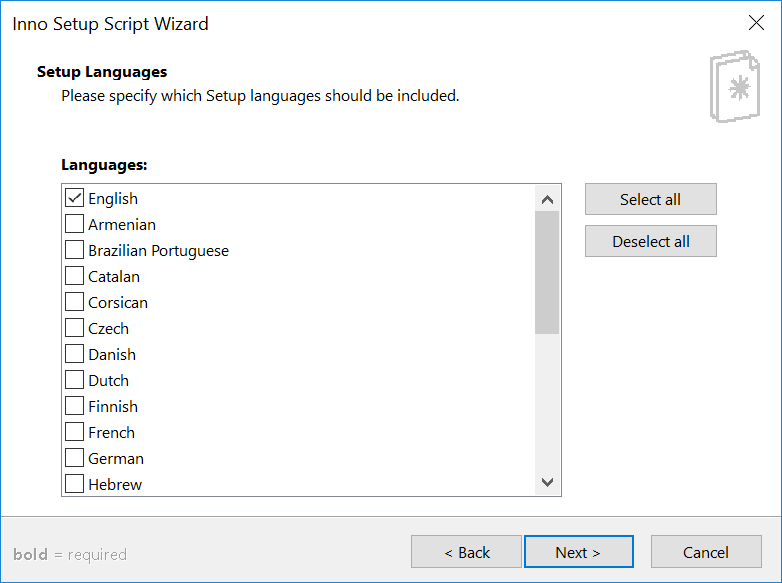 Inno Setup Script Wizard
Setup Languages
Please specify which Setup languages should be included.
Languages:
English
Armenian
Brazilian Portuguese
Catalan
Corsican
Czech
Danish
Dutch
Finnish
French
German
Hebrew
Select all
Deselect all
bold = required
< Back
Next >
Cancel